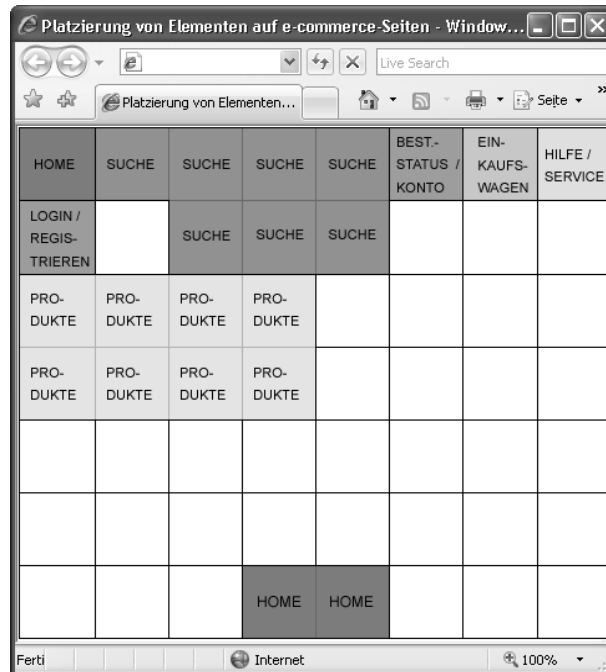 Platzierung von Elementen auf e-commerce-Seiten - Window...
Live Search
Platzierung von Elementen...
Seite
HOME
SUCHE
SUCHE
SUCHE
SUCHE
BEST.-
STATUS /
KONTO
EIN-
KAUFS-
WAGEN
HILFE /
SERVICE
LOGIN /
REGIS-
TRIEREN
SUCHE
SUCHE
SUCHE
PRO-
DUKTE
PRO-
DUKTE
PRO-
DUKTE
PRO-
DUKTE
PRO-
DUKTE
PRO-
DUKTE
PRO-
DUKTE
PRO-
DUKTE
HOME
HOME
Ferti
Internet
100%